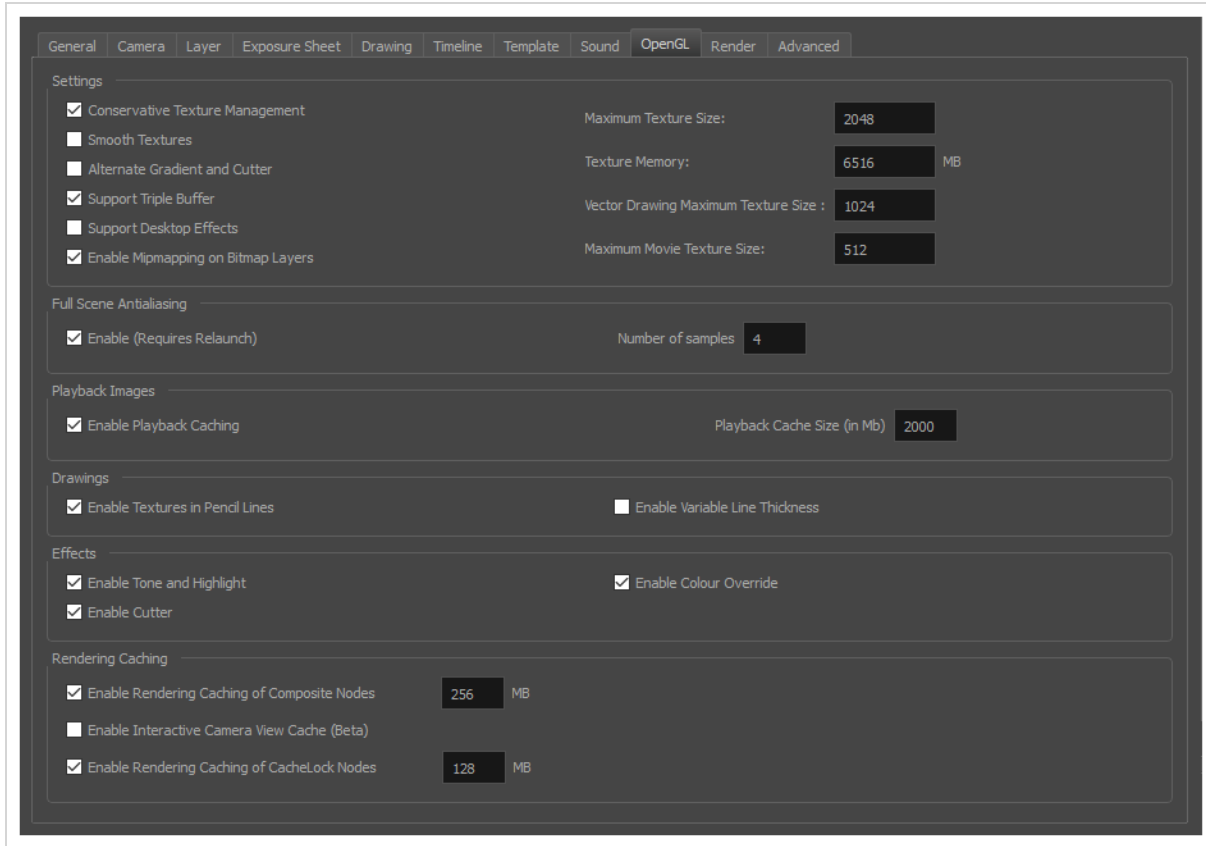 General Camera Layer Exposure Sheet Drawing Timeline Template Sound OpenGL Render Advanced
Settings
Conservative Texture Management
Smooth Textures
Alternate Gradient and Cutter
Support Triple Buffer
Support Desktop Effects
Enable Mipmapping on Bitmap Layers
Maximum Texture Size: 2048
Texture Memory: 6516 MB
Vector Drawing Maximum Texture Size : 1024
Maximum Movie Texture Size: 512
Full Scene Antialiasing
Enable (Requires Relaunch) Number of samples 4
Playback Images
Enable Playback Caching Playback Cache Size (in Mb) 2000
Drawings
Enable Textures in Pencil Lines Enable Variable Line Thickness
Effects
Enable Tone and Highlight Enable Colour Override
Enable Cutter
Rendering Caching
Enable Rendering Caching of Composite Nodes 256 MB
Enable Interactive Camera View Cache (Beta)
Enable Rendering Caching of CacheLock Nodes 128 MB